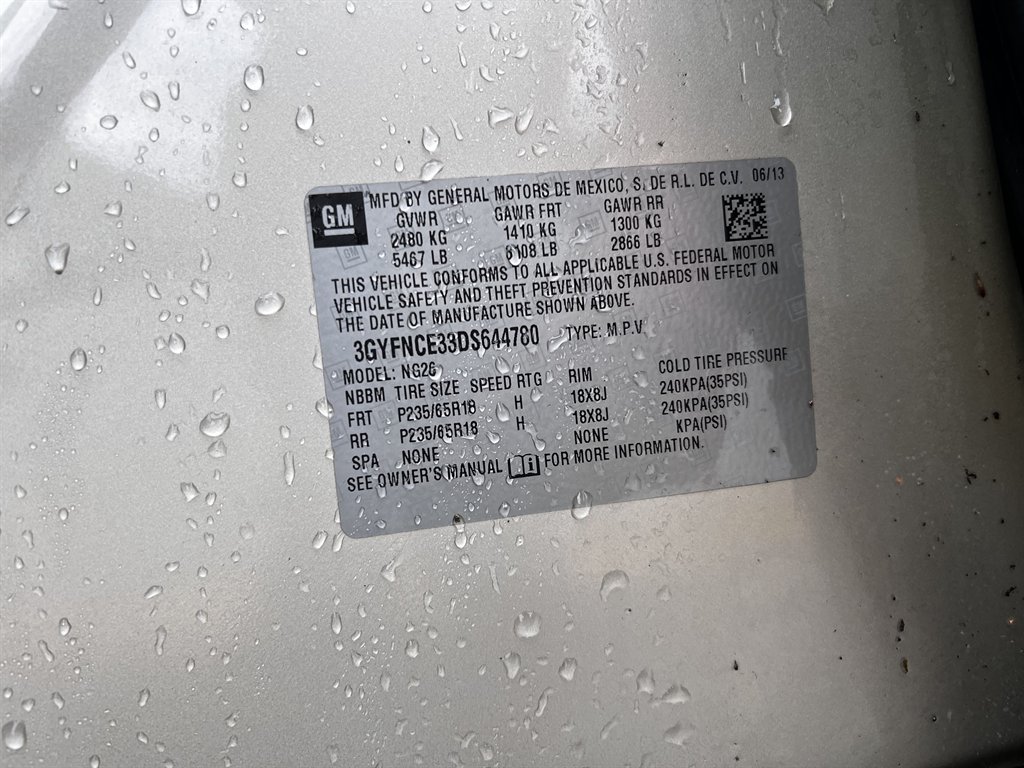 GM
MFD BY GENERAL MOTORS DE MEXICO, S. DE R.L. DE C.V. 06/13
GVWR GAWR FRT GAWR RR
2480 KG 1410 KG 1300 KG
5467 LB 3108 LB 2866 LB
THIS VEHICLE CONFORMS TO ALL APPLICABLE U.S. FEDERAL MOTOR
VEHICLE SAFETY AND THEFT PREVENTION STANDARDS IN EFFECT ON
THE DATE OF MANUFACTURE SHOWN ABOVE.
3GYFNCE33DS644780 TYPE: M.P.V.
MODEL: NG26
NBBM TIRE SIZE SPEED RTG RIM COLD TIRE PRESSURE
FRT P235/65R18 H 18X8J 240KPA(35PSI)
RR P235/65R18 H 18X8J 240KPA(35PSI)
SPA NONE NONE KPA(PSI)
SEE OWNER'S MANUAL FOR MORE INFORMATION.